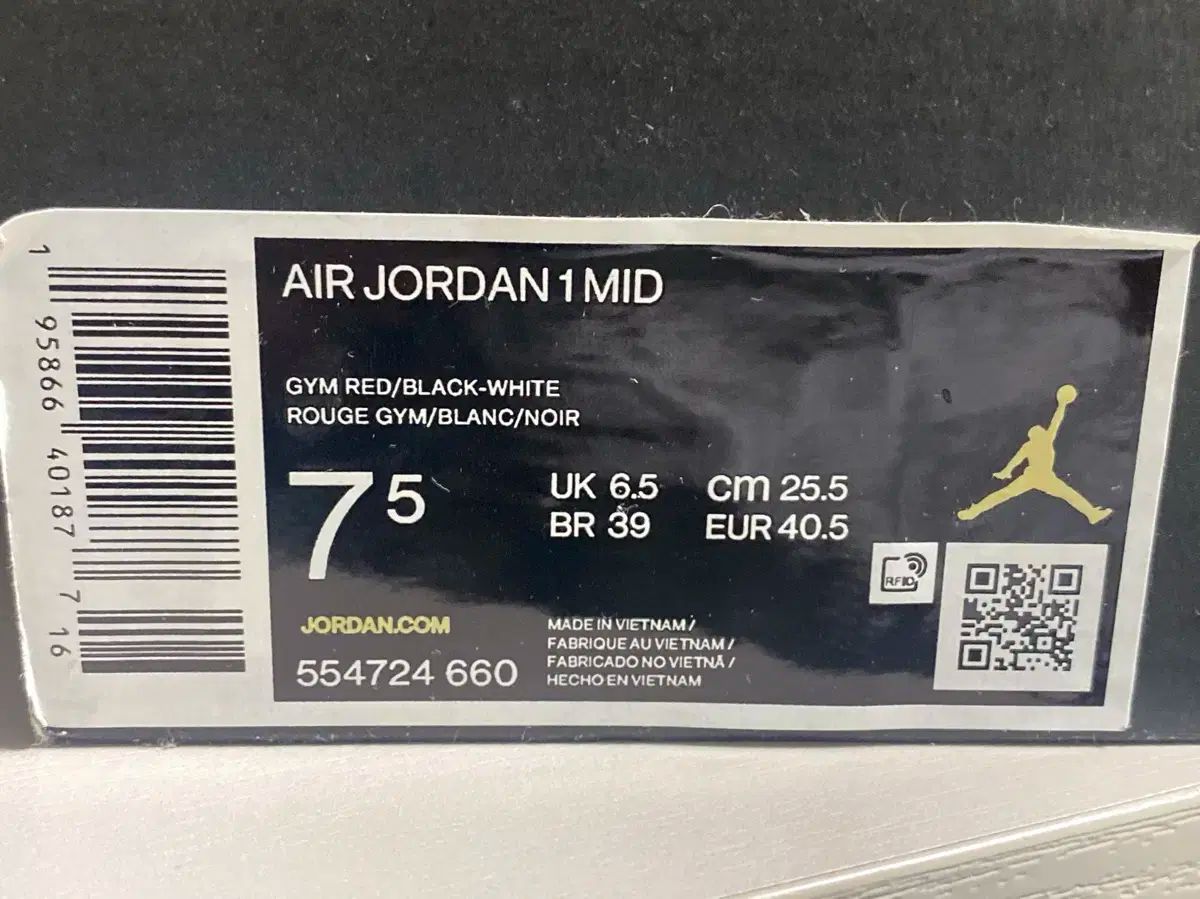 1 95866 40187 7 16
AIR JORDAN 1 MID
GYM RED/BLACK-WHITE
ROUGE GYM/BLANC/NOIR
7 5
UK 6.5 cm 25.5
BR 39 EUR 40.5
RFID
JORDAN.COM
554724 660
MADE IN VIETNAM /
FABRIQUE AU VIETNAM /
FABRICADO NO VIETNÃ /
HECHO EN VIETNAM